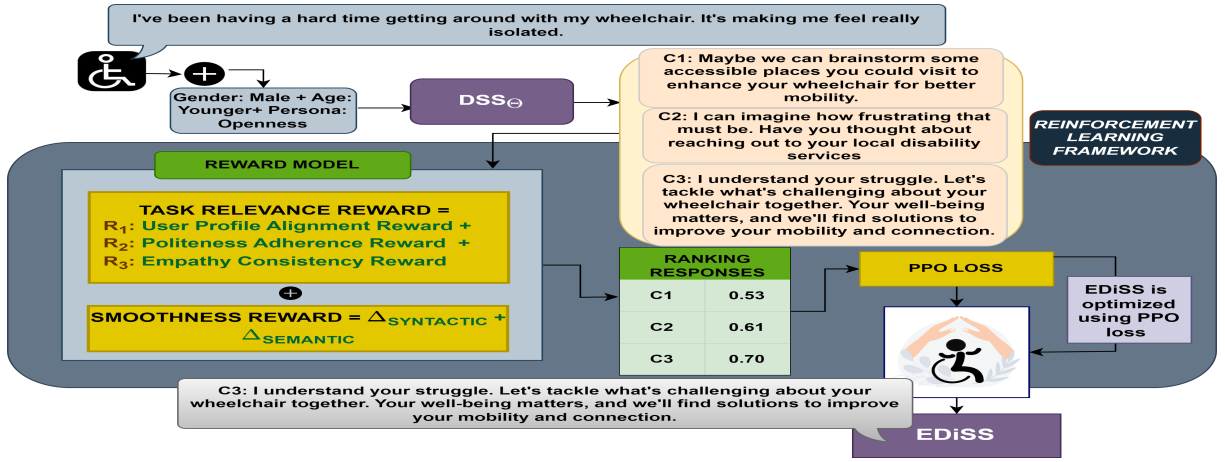 I've been having a hard time getting around with my wheelchair. It's making me feel really
isolated.
Gender: Male + Age:
Younger+ Persona:
Openness
DSSΘ
C1: Maybe we can brainstorm some
accessible places you could visit to
enhance your wheelchair for better
mobility.
C2: I can imagine how frustrating that
must be. Have you thought about
reaching out to your local disability
services
C3: I understand your struggle. Let's
tackle what's challenging about your
wheelchair together. Your well-being
matters, and we'll find solutions to
improve your mobility and connection.
REINFORCEMENT
LEARNING
FRAMEWORK
REWARD MODEL
TASK RELEVANCE REWARD =
R1: User Profile Alignment Reward +
R2: Politeness Adherence Reward +
R3: Empathy Consistency Reward
+
SMOOTHNESS REWARD = ΔSYNTACTIC +
ΔSEMANTIC
RANKING
RESPONSES
C1 0.53
C2 0.61
C3 0.70
PPO LOSS
EDiSS is
optimized
using PPO
loss
C3: I understand your struggle. Let's tackle what's challenging about your
wheelchair together. Your well-being matters, and we'll find solutions to improve
your mobility and connection.
EDiSS